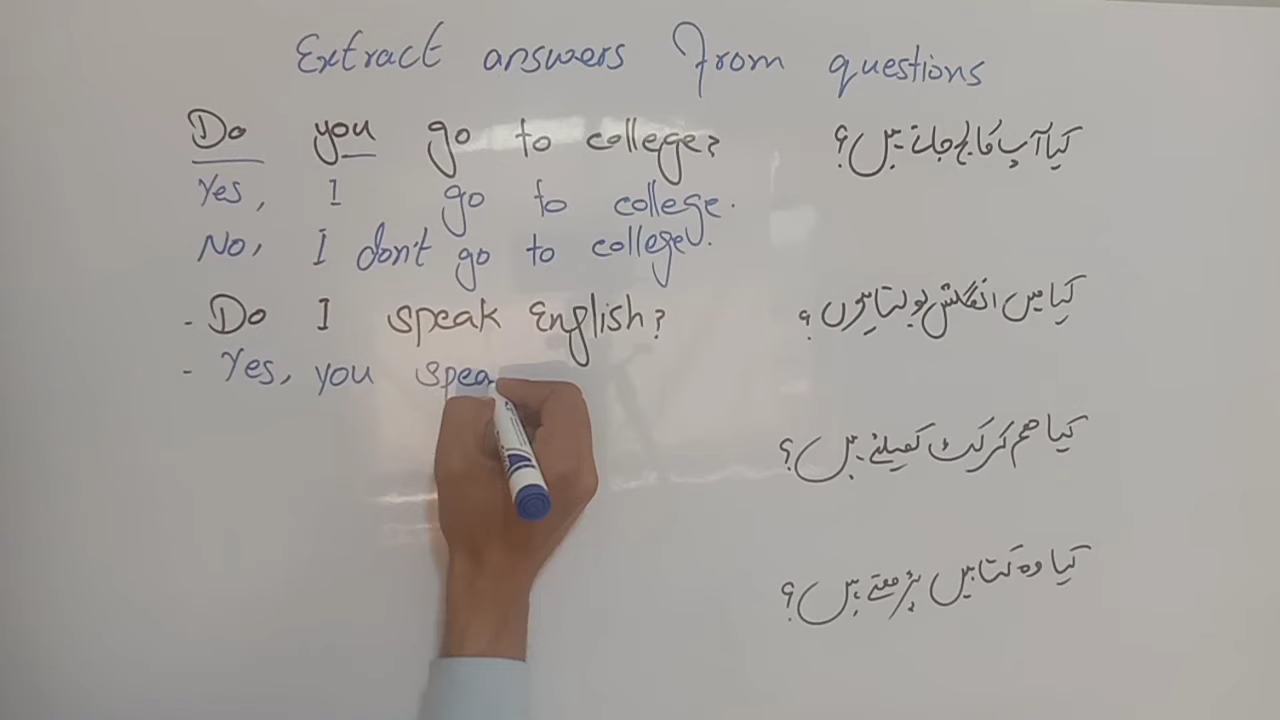 Extract answers from questions
Do you go to college?
کیا آپ کالج جاتے ہیں؟
Yes, I go to college.
No, I don't go to college.
- Do I speak English?
کیا میں انگلش بولتا ہوں؟
- Yes, you spea
کیا ہم کرکٹ کھیلتے ہیں؟
کیا وہ کتابیں پڑھتے ہیں؟